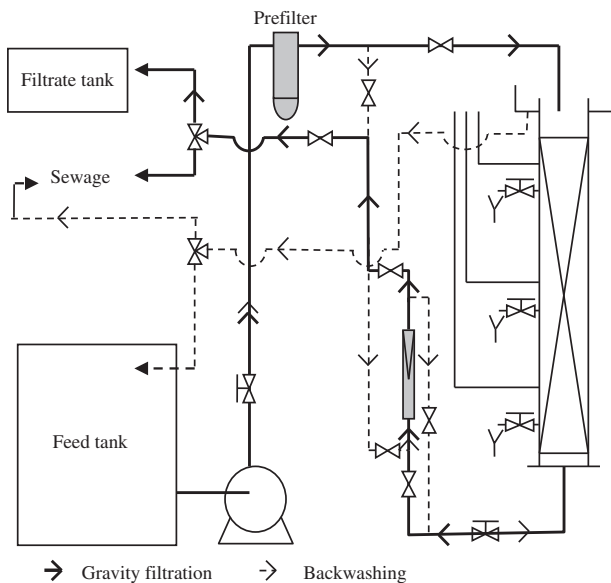 Prefilter
Filtrate tank
Sewage
Feed tank
Gravity filtration
Backwashing